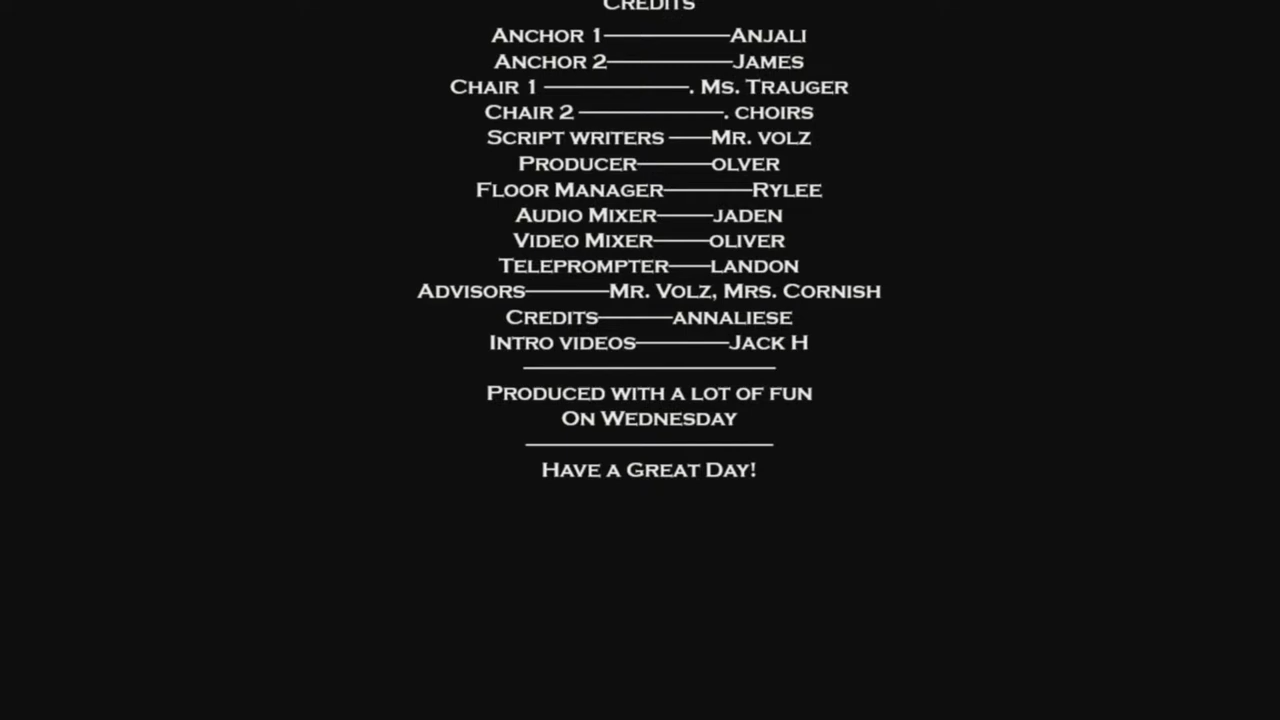 CREDITS
ANCHOR 1—————————ANJALI
ANCHOR 2—————————JAMES
CHAIR 1 ——————————. MS. TRAUGER
CHAIR 2 ——————————. CHOIRS
SCRIPT WRITERS ———MR. VOLZ
PRODUCER—————OLVER
FLOOR MANAGER——————RYLEE
AUDIO MIXER————JADEN
VIDEO MIXER————OLIVER
TELEPROMPTER———LANDON
ADVISORS——————MR. VOLZ, MRS. CORNISH
CREDITS—————ANNALIESE
INTRO VIDEOS——————JACK H
——————————————————
PRODUCED WITH A LOT OF FUN
ON WEDNESDAY
——————————————————
HAVE A GREAT DAY!